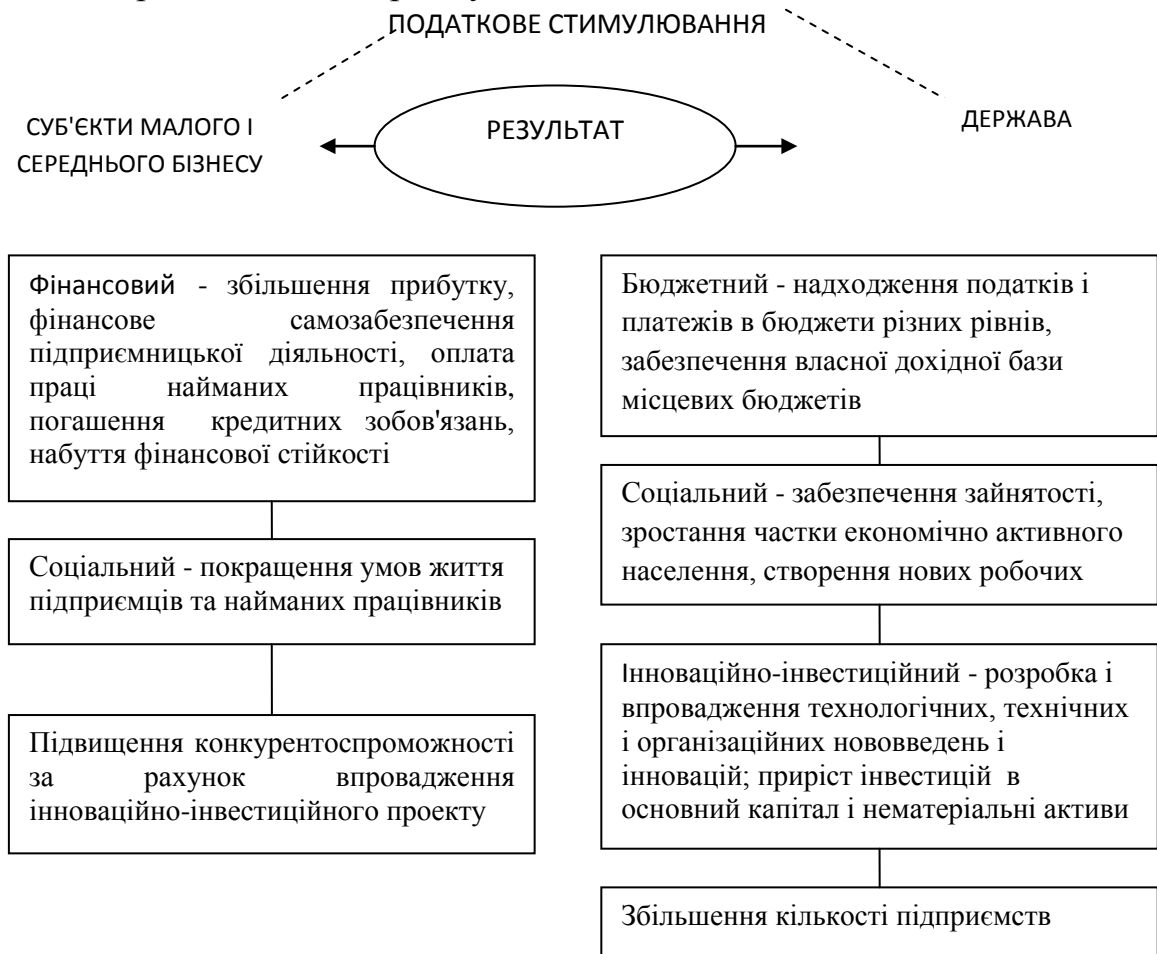 ПОДАТКОВЕ СТИМУЛЮВАННЯ
СУБ'ЄКТИ МАЛОГО І
СЕРЕДНЬОГО БІЗНЕСУ
РЕЗУЛЬТАТ
ДЕРЖАВА
Фінансовий - збільшення прибутку,
фінансове самозабезпечення
підприємницької діяльності, оплата
праці найманих працівників,
погашення кредитних зобов'язань,
набуття фінансової стійкості
Соціальний - покращення умов життя
підприємців та найманих працівників
Підвищення конкурентоспроможності
за рахунок впровадження
інноваційно-інвестиційного проекту
Бюджетний - надходження податків і
платежів в бюджети різних рівнів,
забезпечення власної дохідної бази
місцевих бюджетів
Соціальний - забезпечення зайнятості,
зростання частки економічно активного
населення, створення нових робочих
Інноваційно-інвестиційний - розробка і
впровадження технологічних, технічних
і організаційних нововведень і
інновацій; приріст інвестицій в
основний капітал і нематеріальні активи
Збільшення кількості підприємств